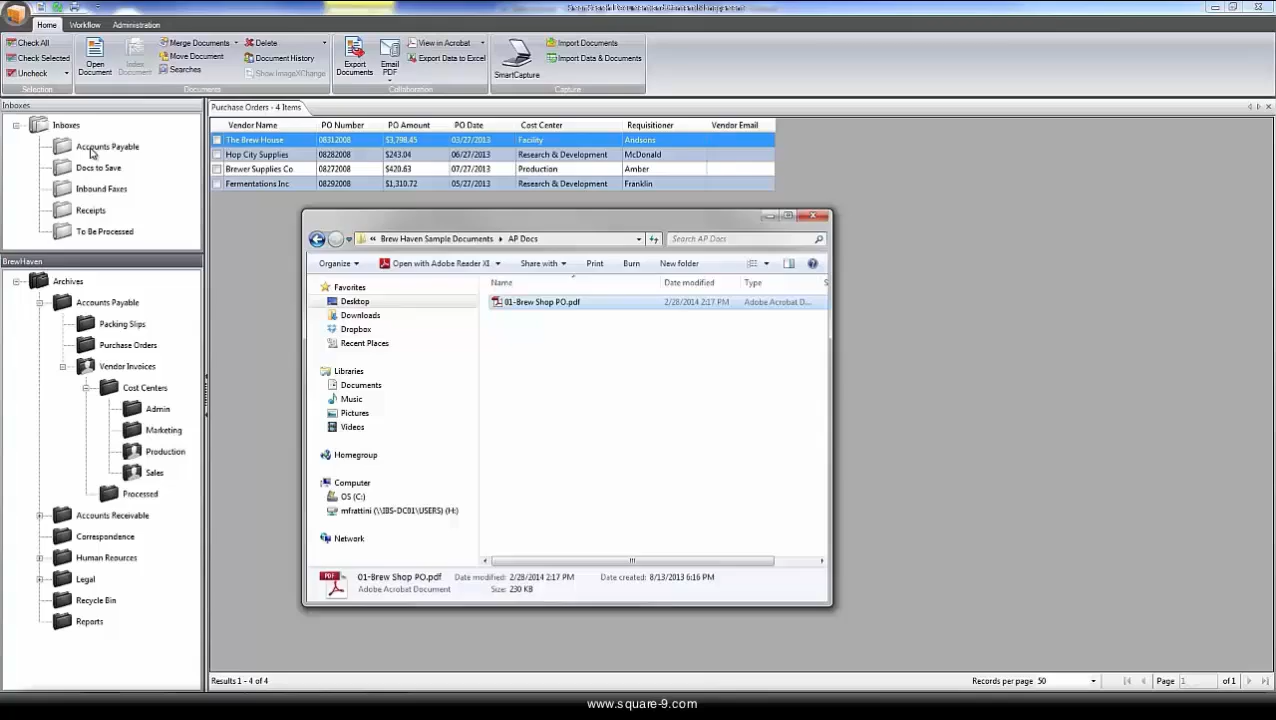 Home Workflow Administration
Check All
Check Selected
Uncheck
Selection
Open Document
Index Document
Merge Documents
Move Document
Searches
Delete
Document History
Show ImageXChange
Documents
Export Documents
Email PDF
View in Acrobat
Export Data to Excel
Collaboration
SmartCapture
Import Documents
Import Data & Documents
Capture
Inboxes
Inboxes
Accounts Payable
Docs to Save
Inbound Faxes
Receipts
To Be Processed
BrewHaven
Archives
Accounts Payable
Packing Slips
Purchase Orders
Vendor Invoices
Cost Centers
Admin
Marketing
Production
Sales
Processed
Accounts Receivable
Correspondence
Human Resources
Legal
Recycle Bin
Reports
Purchase Orders - 4 Items
Vendor Name PO Number PO Amount PO Date Cost Center Requisitioner Vendor Email
The Brew House 08312008 $3,798.45 03/27/2013 Facility Andsons
Hop City Supplies 08282008 $243.04 06/27/2013 Research & Development McDonald
Brewer Supplies Co 08272008 $420.63 07/27/2013 Production Amber
Fermentations Inc 08292008 $1,310.72 05/27/2013 Research & Development Franklin
« Brew Haven Sample Documents AP Docs Search AP Docs
Organize Open with Adobe Reader XI Share with Print Burn New folder
Favorites
Desktop
Downloads
Dropbox
Recent Places
Libraries
Documents
Music
Pictures
Videos
Homegroup
Computer
OS (C:)
mfrattini (\\IBS-DC01\USERS) (H:)
Network
Name Date modified Type S
01-Brew Shop PO.pdf 2/28/2014 2:17 PM Adobe Acrobat D...
PDF
01-Brew Shop PO.pdf Date modified: 2/28/2014 2:17 PM Date created: 8/13/2013 6:16 PM
Adobe Acrobat Document Size: 230 KB
Results 1 - 4 of 4 Records per page 50 Page 1 of 1
www.square-9.com